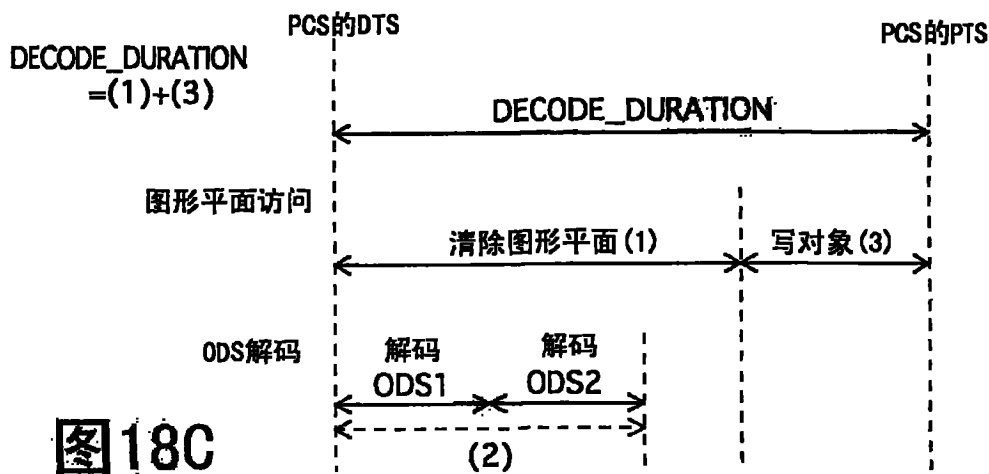 PCS的DTS
PCS的PTS
DECODE_DURATION
=(1)+(3)
DECODE_DURATION
图形平面访问
清除图形平面(1)
写对象(3)
ODS解码
解码
ODS1
解码
ODS2
(2)
图18C